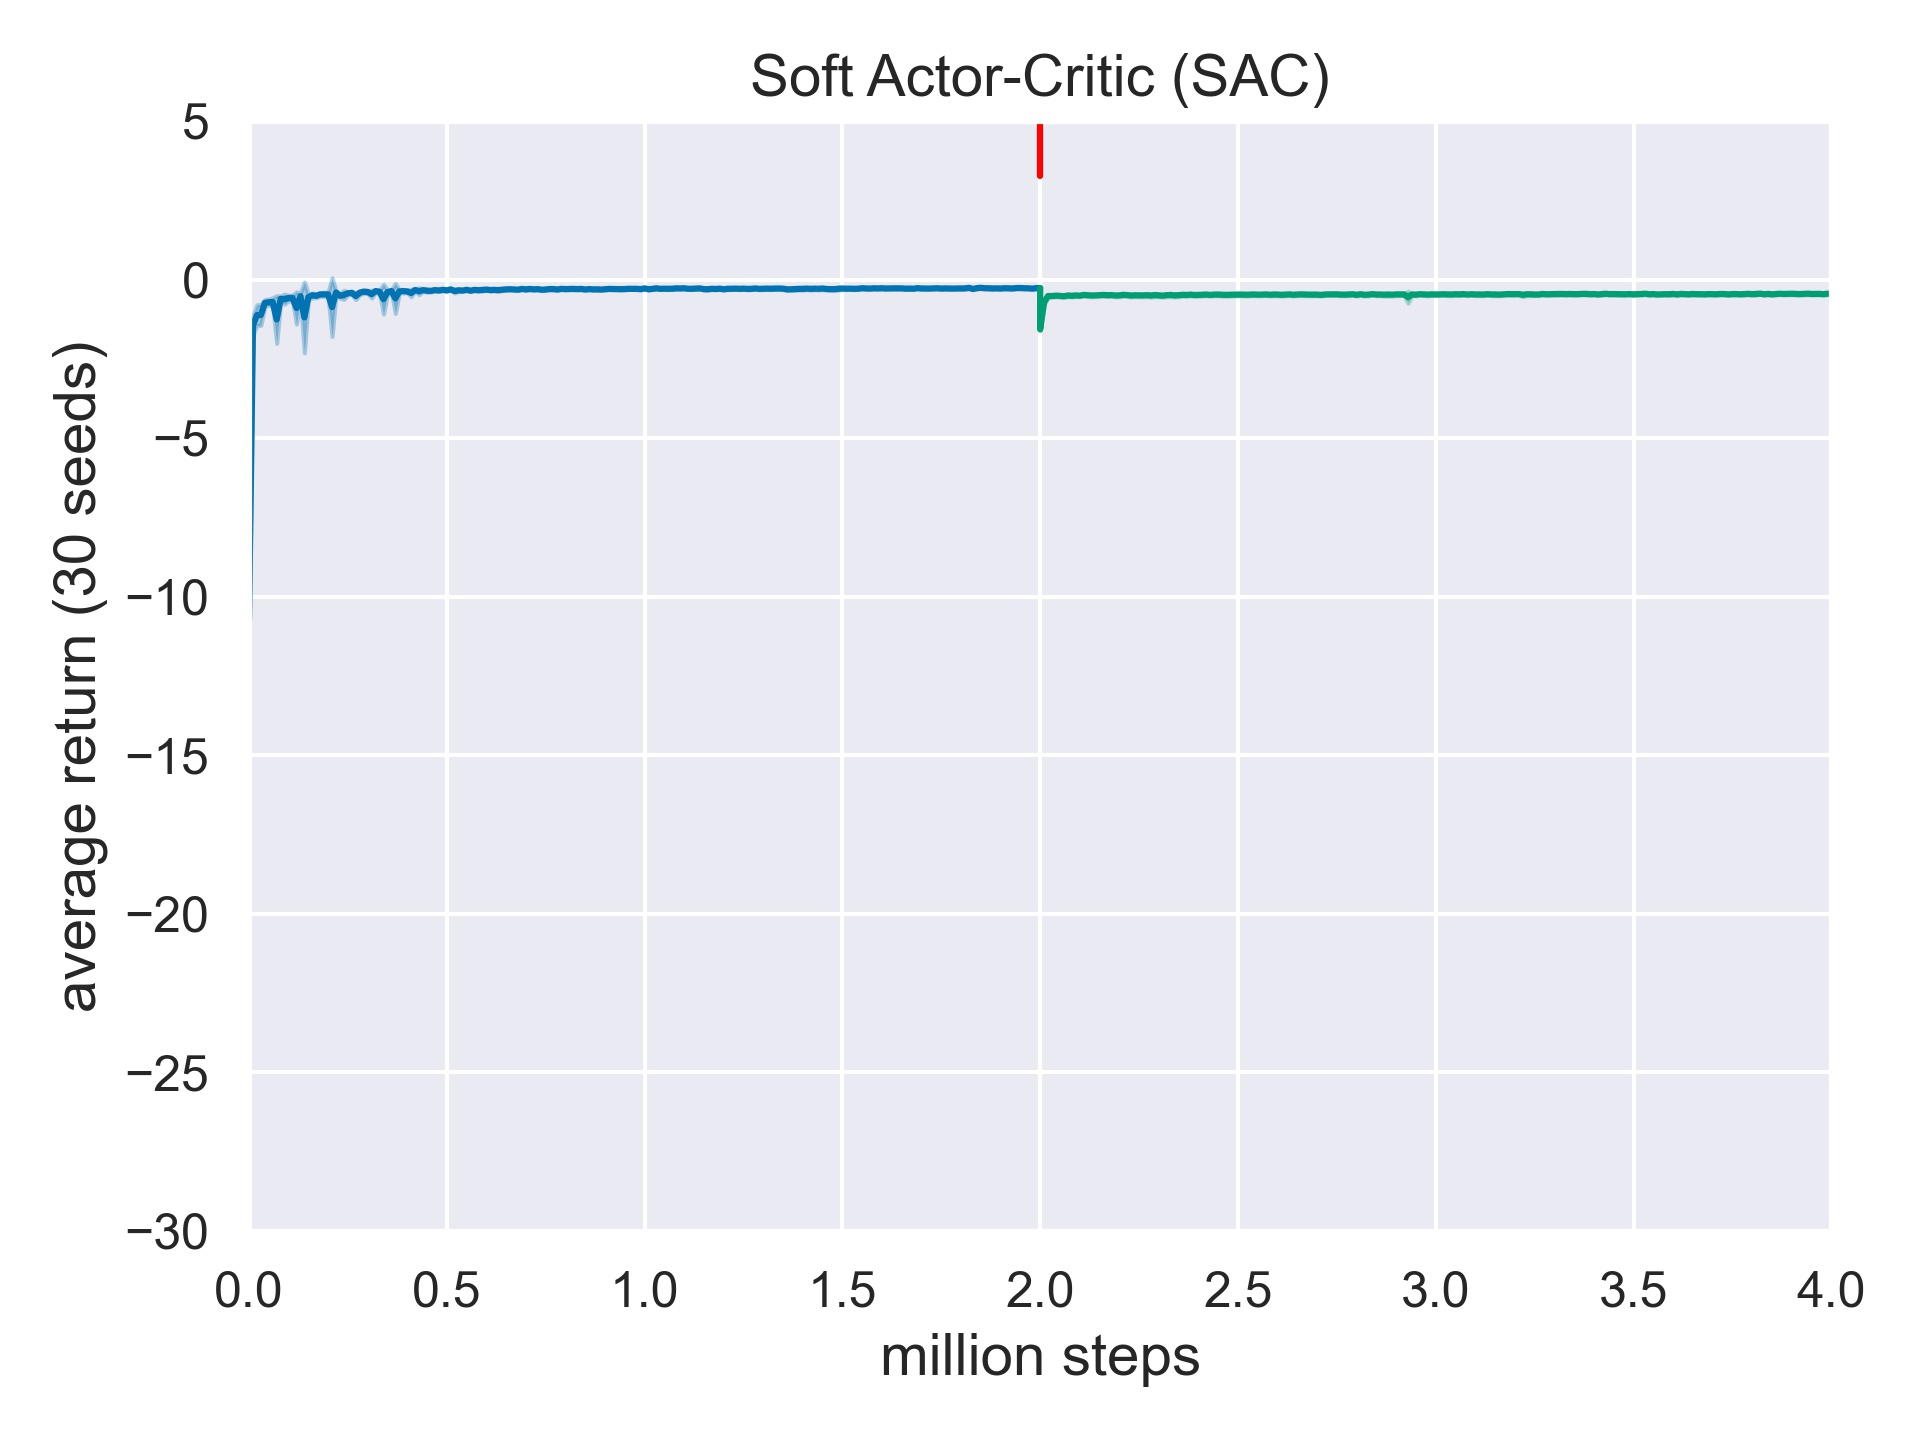 Soft Actor-Critic (SAC)
5
0
−5
−10
−15
−20
−25
−30
average return (30 seeds)
0.0 0.5 1.0 1.5 2.0 2.5 3.0 3.5 4.0
million steps